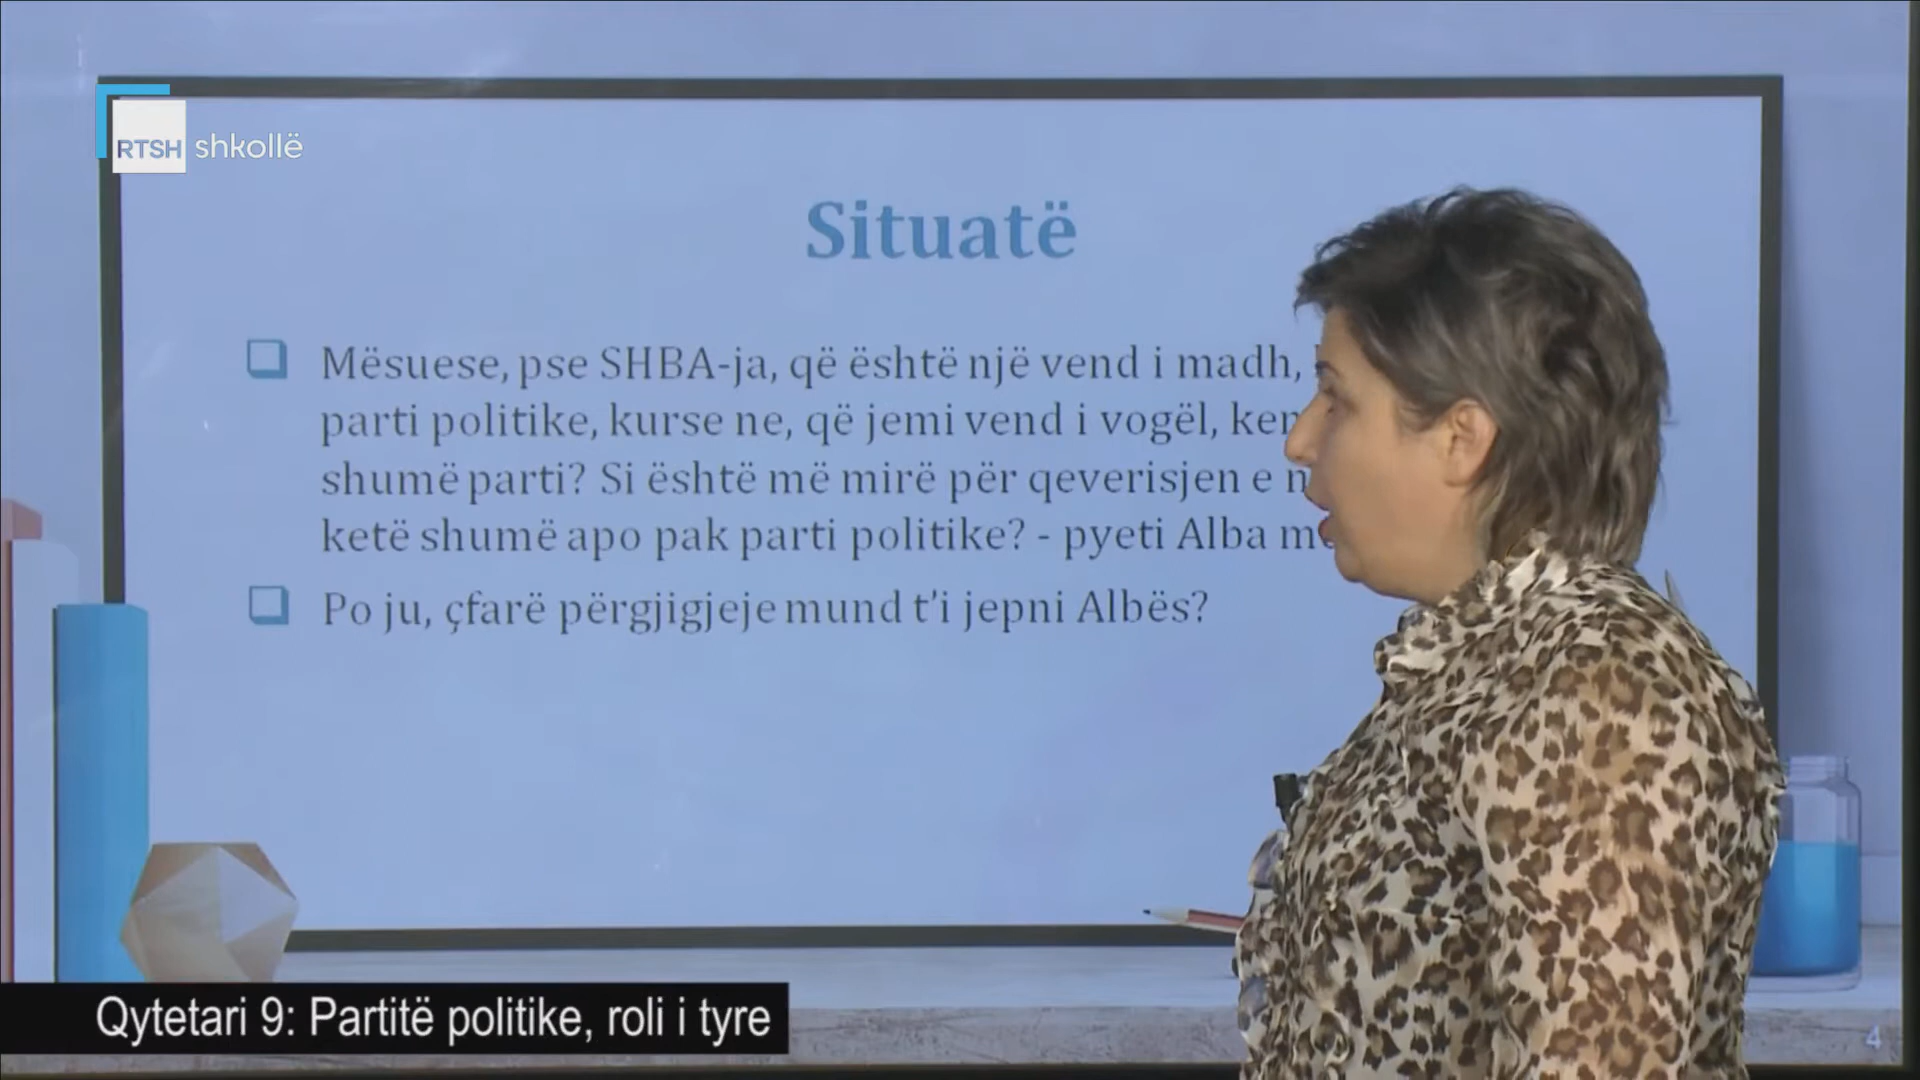 RTSH shkollë
Situatë
❑ Mësuese, pse SHBA-ja, që është një vend i madh,
parti politike, kurse ne, që jemi vend i vogël,
shumë parti? Si është më mirë për qeverisjen e
ketë shumë apo pak parti politike? - pyeti Alba
❑ Po ju, çfarë përgjigjeje mund t'i jepni Albës?
Qytetari 9: Partitë politike, roli i tyre
4